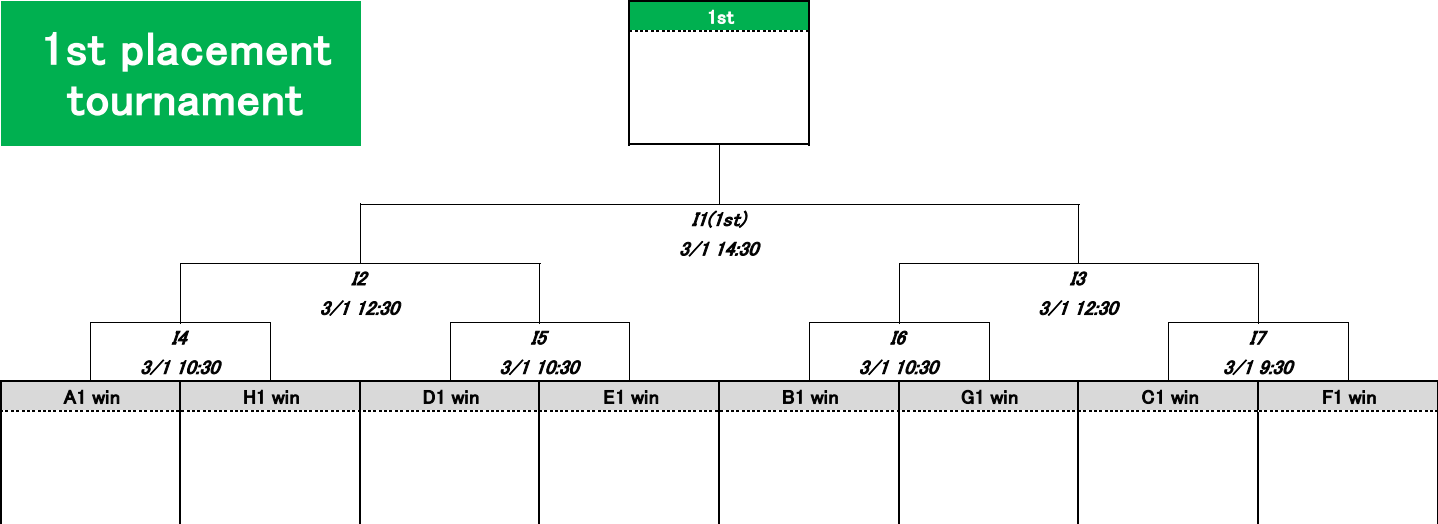 1st placement
tournament
1st
I1(1st)
3/1 14:30
I2
I3
3/1 12:30
3/1 12:30
I4
I5
I6
I7
3/1 10:30
3/1 10:30
3/1 10:30
3/1 9:30
A1 win
H1 win
D1 win
E1 win
B1 win
G1 win
C1 win
F1 win